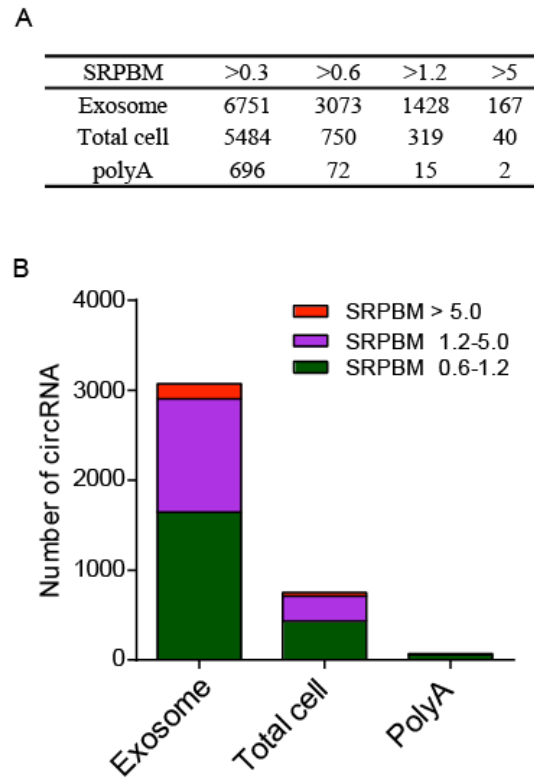 A
SRPBM >0.3 >0.6 >1.2 >5
Exosome 6751 3073 1428 167
Total cell 5484 750 319 40
polyA 696 72 15 2
B
4000
3000
2000
1000
0
Number of circRNA
SRPBM > 5.0
SRPBM 1.2-5.0
SRPBM 0.6-1.2
Exosome
Total cell
PolyA